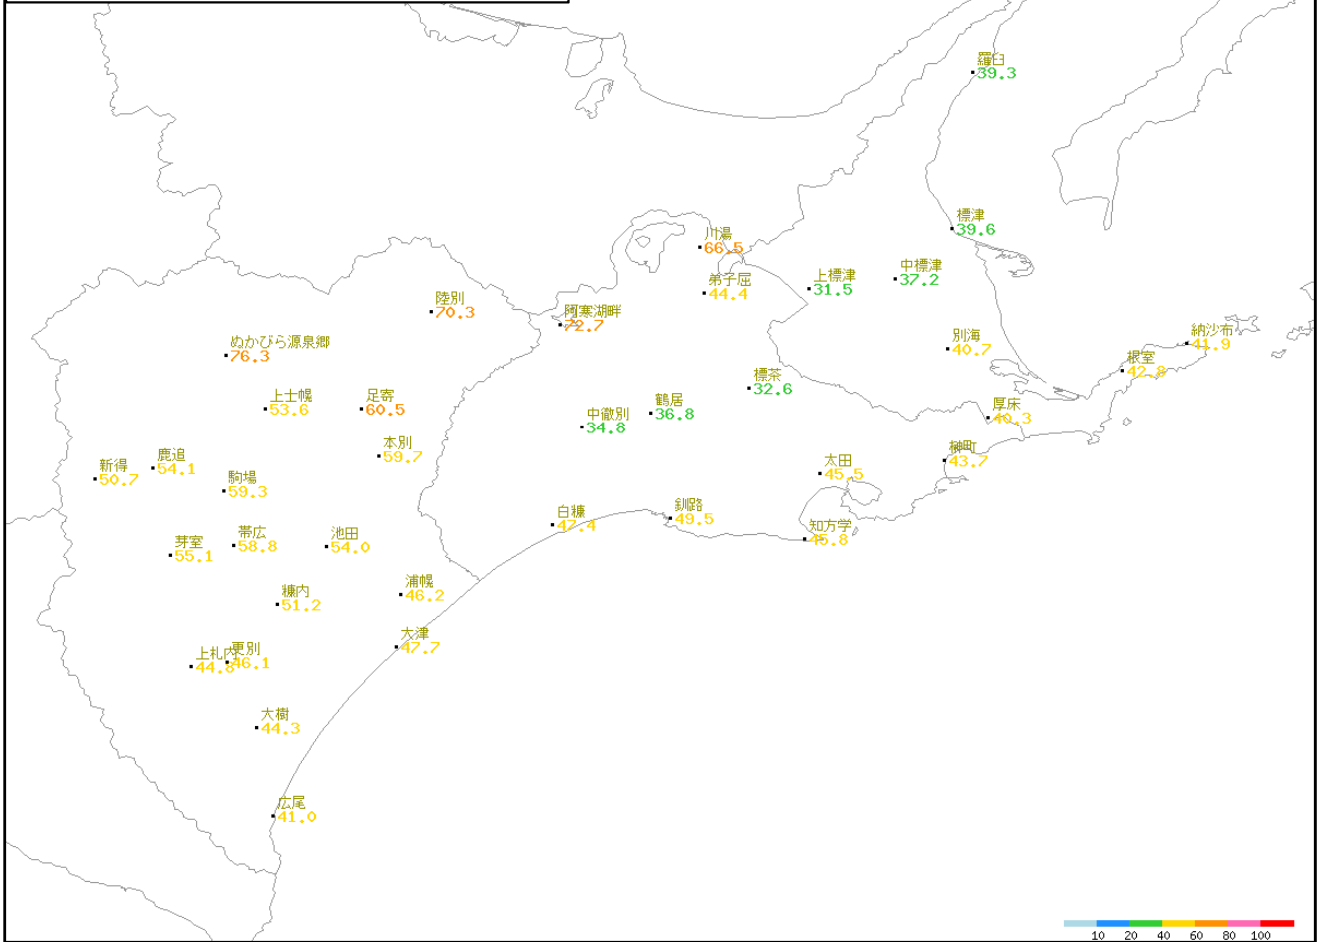 羅臼
39.3
標津
39.6
川湯
66.5
中標津
37.2
上標津
31.5
弟子屈
44.4
陸別
70.3
阿寒湖畔
72.7
納沙布
41.9
ぬかびら源泉郷
76.3
別海
40.7
根室
42.8
標茶
32.6
上士幌
53.6
足寄
60.5
鶴居
36.8
厚床
40.3
中徹別
34.8
本別
59.7
榊町
43.7
鹿追
54.1
新得
50.7
太田
45.5
駒場
59.3
白糠
47.4
釧路
49.5
知方学
45.8
帯広
58.8
池田
54.0
芽室
55.1
浦幌
46.2
糠内
51.2
大津
47.7
更別
46.1
上札内
44.8
大樹
44.3
広尾
41.0
10 20 40 60 80 100